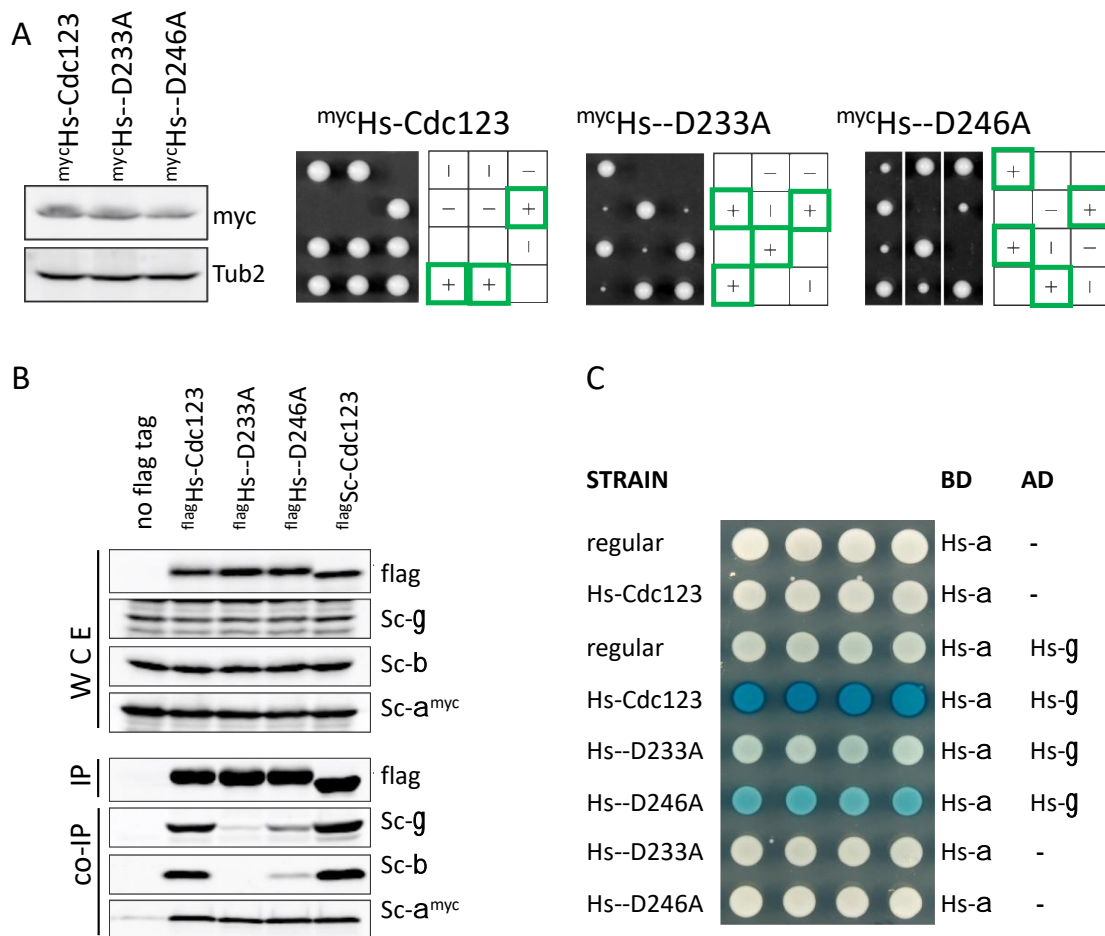 A
mycHs-Cdc123
mycHs--D233A
mycHs--D246A
myc
Tub2
mycHs-Cdc123
| | –
– – +
|
+ +
mycHs--D233A
– –
+ | +
+
+ |
mycHs--D246A
+
– +
+ | –
+ |
B
no flag tag
flagHs-Cdc123
flagHs--D233A
flagHs--D246A
flagSc-Cdc123
W C E
flag
Sc-g
Sc-b
Sc-amyc
IP
flag
co-IP
Sc-g
Sc-b
Sc-amyc
C
STRAIN BD AD
regular Hs-a -
Hs-Cdc123 Hs-a -
regular Hs-a Hs-g
Hs-Cdc123 Hs-a Hs-g
Hs--D233A Hs-a Hs-g
Hs--D246A Hs-a Hs-g
Hs--D233A Hs-a -
Hs--D246A Hs-a -